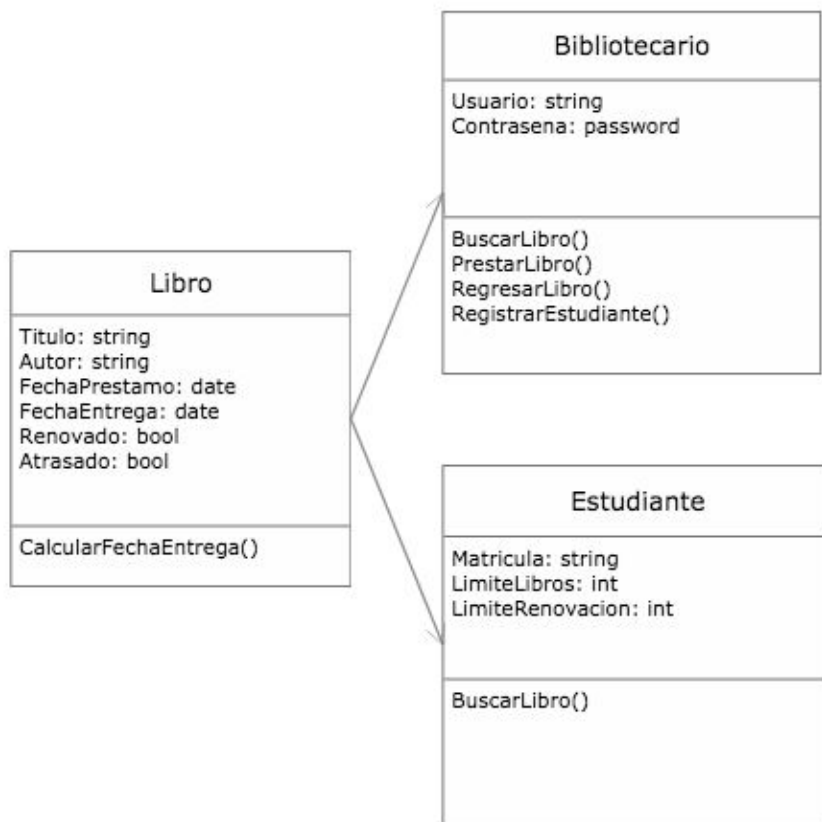 Bibliotecario
Usuario: string
Contrasena: password
BuscarLibro()
PrestarLibro()
RegresarLibro()
RegistrarEstudiante()
Libro
Titulo: string
Autor: string
FechaPrestamo: date
FechaEntrega: date
Renovado: bool
Atrasado: bool
CalcularFechaEntrega()
Estudiante
Matricula: string
LimiteLibros: int
LimiteRenovacion: int
BuscarLibro()